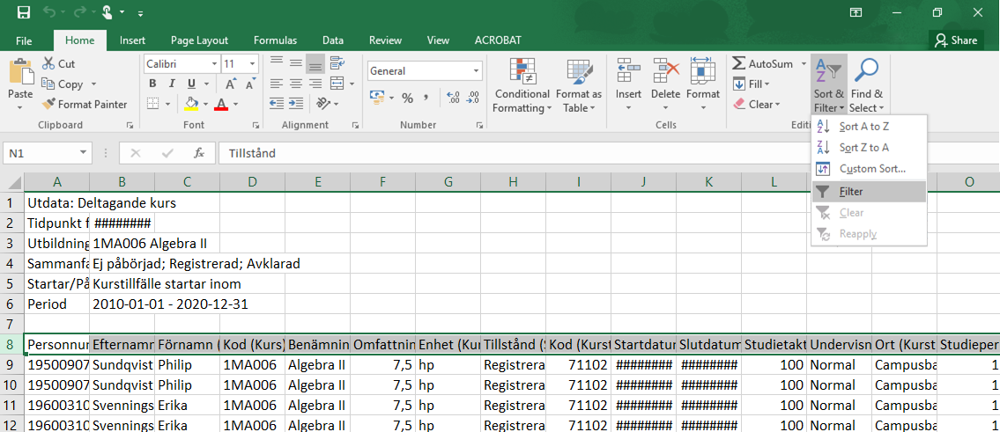 File Home Insert Page Layout Formulas Data Review View ACROBAT Share
Cut Calibri 11 General AutoSum
Paste Copy B I U A A % , ,00 Conditional Format as Insert Delete Format Fill Sort & Find &
Format Painter A Formatting Table Clear Filter Select
Clipboard Font Alignment Number Cells Editi
Sort A to Z
Sort Z to A
Custom Sort...
Filter
Clear
Reapply
N1 fx Tillstånd
A B C D E F G H I J K L O
1 Utdata: Deltagande kurs
2 Tidpunkt f ########
3 Utbildning 1MA006 Algebra II
4 Sammanfa Ej påbörjad; Registrerad; Avklarad
5 Startar/På Kurstillfälle startar inom
6 Period 2010-01-01 - 2020-12-31
7
8 Personnum Efternamn Förnamn ( Kod (Kurs) Benämnin Omfattnin Enhet (Kur Tillstånd (S Kod (Kurst Startdatum Slutdatum Studietakt Undervisn Ort (Kurst Studieper
9 19500907 Sundqvist Philip 1MA006 Algebra II 7,5 hp Registrera 71102 ######## ######## 100 Normal Campusba 1
10 19500907 Sundqvist Philip 1MA006 Algebra II 7,5 hp Registrera 71102 ######## ######## 100 Normal Campusba 1
11 19600310 Svennings Erika 1MA006 Algebra II 7,5 hp Registrera 71102 ######## ######## 100 Normal Campusba 1
12 19600310 Svennings Erika 1MA006 Algebra II 7,5 hp Registrera 71102 ######## ######## 100 Normal Campusba 1